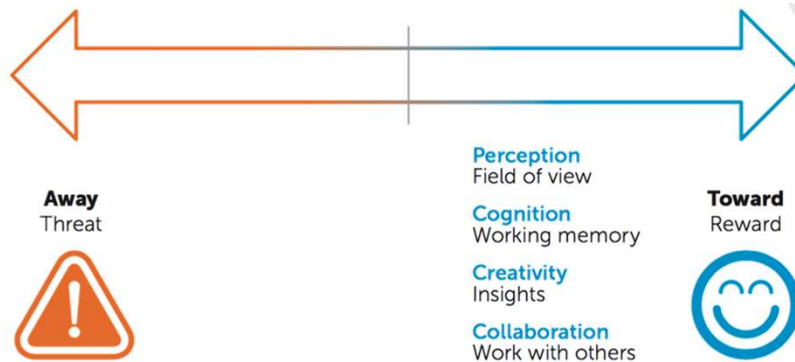 Away
Threat
Perception
Field of view
Cognition
Working memory
Creativity
Insights
Collaboration
Work with others
Toward
Reward
!